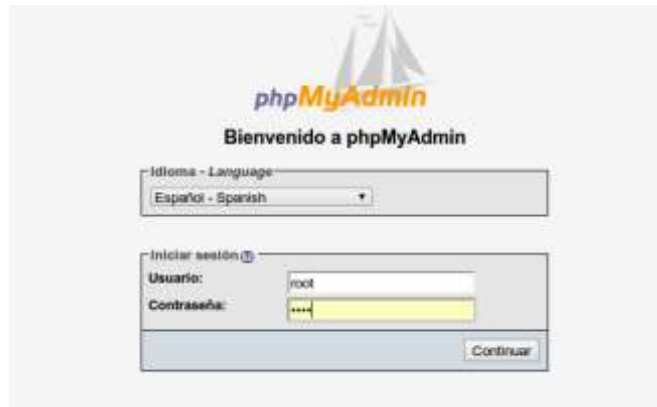 phpMyAdmin
Bienvenido a phpMyAdmin
Idioma - Language
Español - Spanish
Iniciar sesión
Usuario:
root
Contraseña:
••••
Continuar